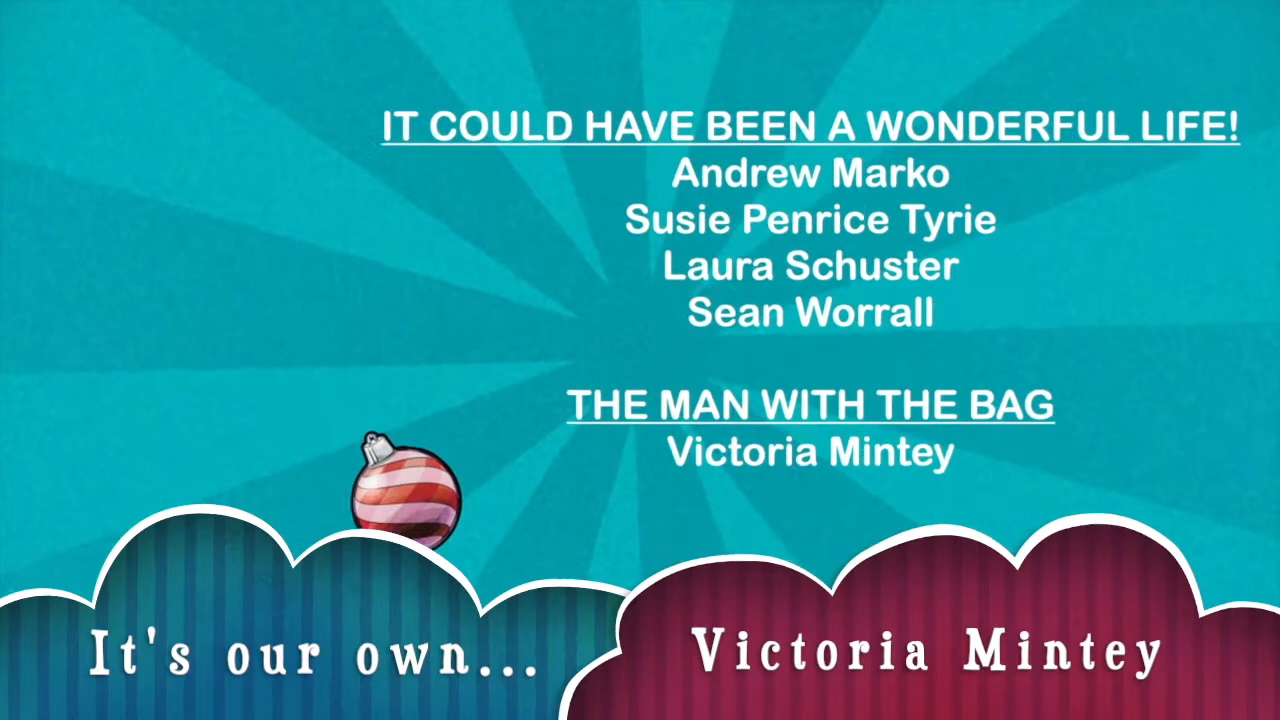 IT COULD HAVE BEEN A WONDERFUL LIFE!
Andrew Marko
Susie Penrice Tyrie
Laura Schuster
Sean Worrall
THE MAN WITH THE BAG
Victoria Mintey
It's our own...
Victoria Mintey